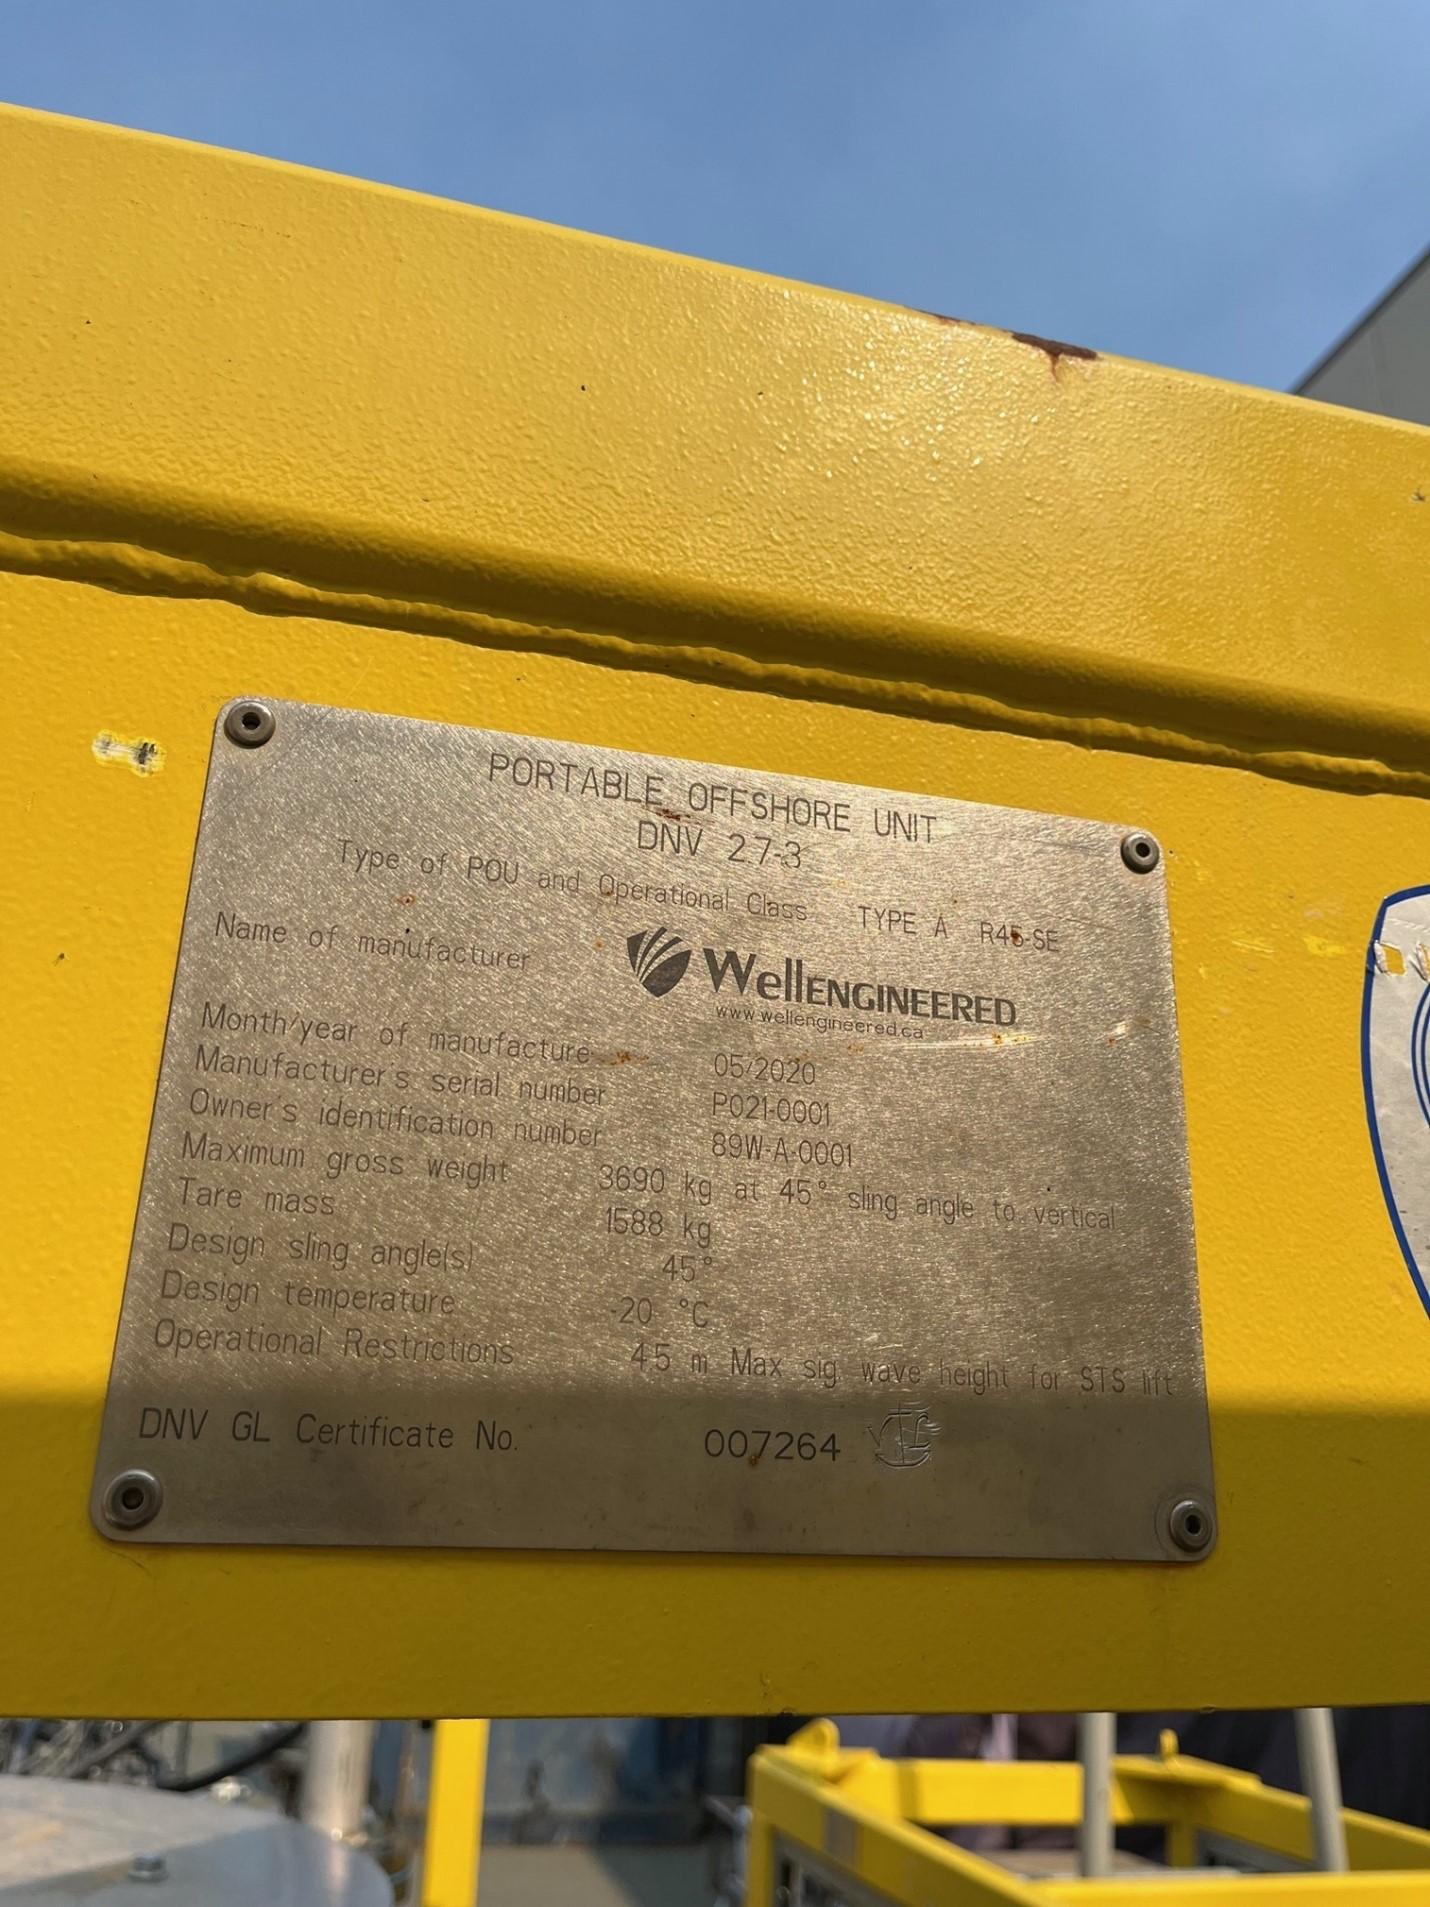 PORTABLE OFFSHORE UNIT
DNV 2.7-3
Type of POU and Operational Class TYPE A R45-SE
Name of manufacturer WellENGINEERED
www.wellengineered.ca
Month/year of manufacture 05/2020
Manufacturer's serial number P021-0001
Owner's identification number 89W-A-0001
Maximum gross weight 3690 kg at 45° sling angle to vertical
Tare mass 1588 kg
Design sling angle(s) 45°
Design temperature -20 °C
Operational Restrictions 4.5 m Max sig. wave height for STS lift
DNV GL Certificate No. 007264